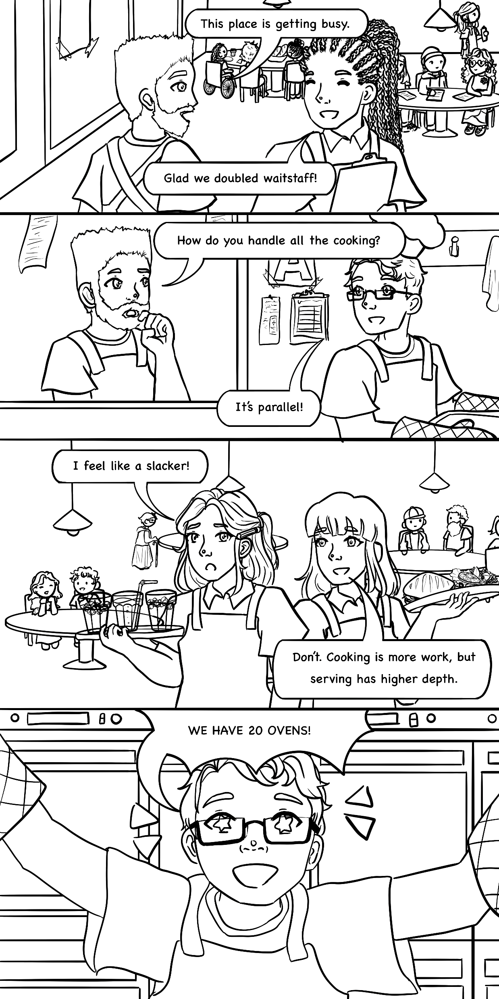 This place is getting busy.
Glad we doubled waitstaff!
How do you handle all the cooking?
A
It's parallel!
I feel like a slacker!
Don't. Cooking is more work, but
serving has higher depth.
WE HAVE 20 OVENS!